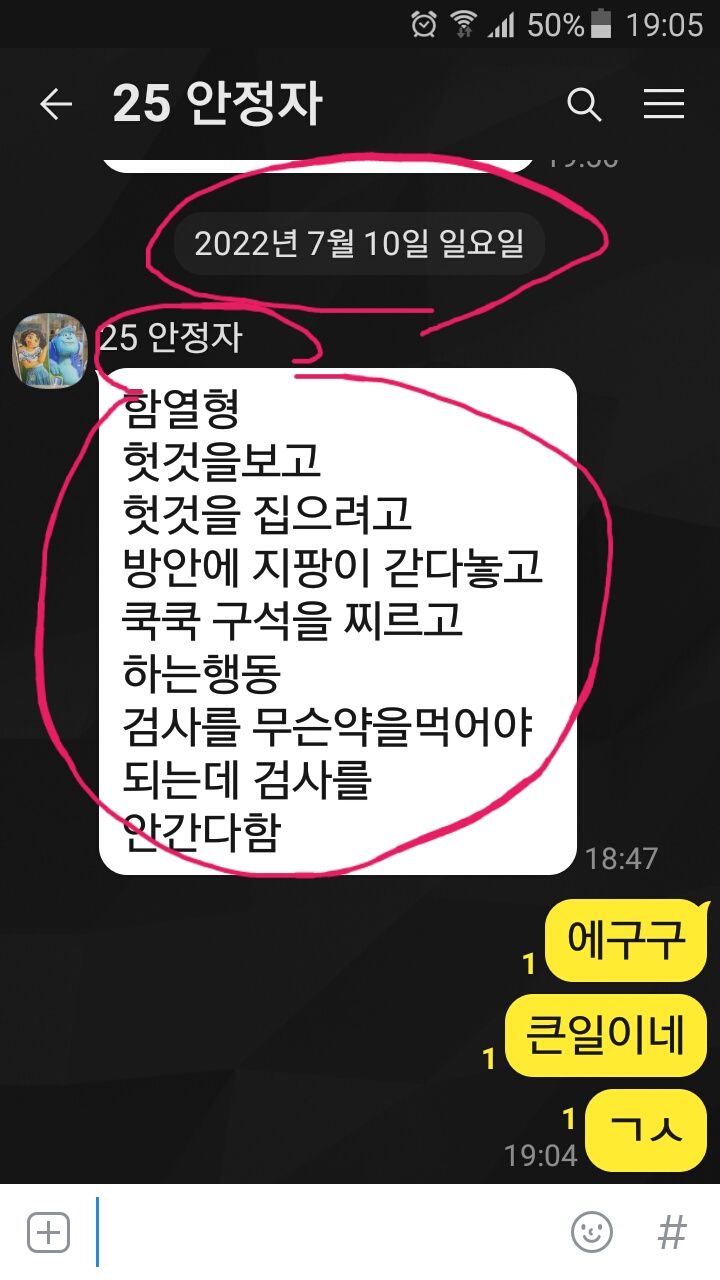 50% 19:05
25 안정자
2022년 7월 10일 일요일
25 안정자
함열형
헛것을보고
헛것을 집으려고
방안에 지팡이 갇다놓고
쿡쿡 구석을 찌르고
하는행동
검사를 무슨약을먹어야
되는데 검사를
안간다함
18:47
1 에구구
1 큰일이네
1 ㄱㅅ
19:04
#